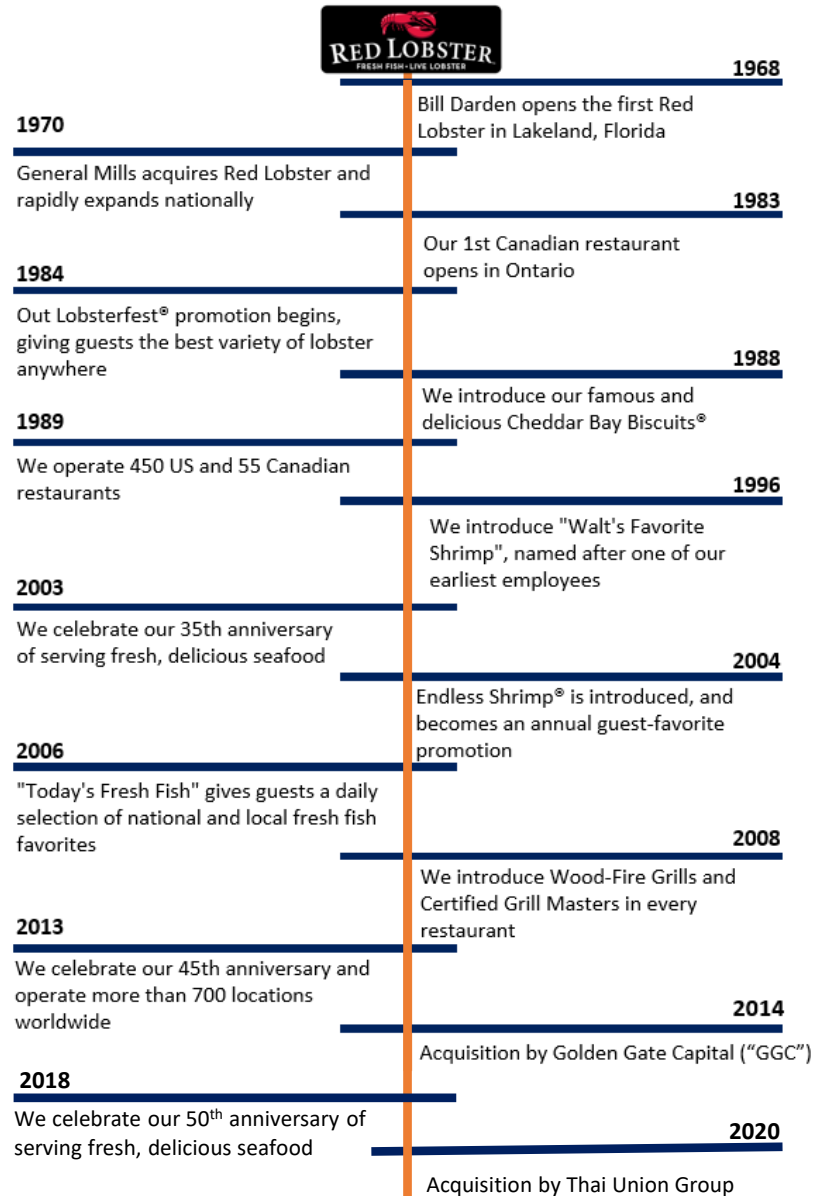 RED LOBSTER
FRESH FISH • LIVE LOBSTER
1968
Bill Darden opens the first Red
Lobster in Lakeland, Florida
1970
General Mills acquires Red Lobster and
rapidly expands nationally
1983
Our 1st Canadian restaurant
opens in Ontario
1984
Out Lobsterfest® promotion begins,
giving guests the best variety of lobster
anywhere
1988
We introduce our famous and
delicious Cheddar Bay Biscuits®
1989
We operate 450 US and 55 Canadian
restaurants
1996
We introduce "Walt's Favorite
Shrimp", named after one of our
earliest employees
2003
We celebrate our 35th anniversary
of serving fresh, delicious seafood
2004
Endless Shrimp® is introduced, and
becomes an annual guest-favorite
promotion
2006
"Today's Fresh Fish" gives guests a daily
selection of national and local fresh fish
favorites
2008
We introduce Wood-Fire Grills and
Certified Grill Masters in every
restaurant
2013
We celebrate our 45th anniversary and
operate more than 700 locations
worldwide
2014
Acquisition by Golden Gate Capital (“GGC”)
2018
We celebrate our 50th anniversary of
serving fresh, delicious seafood
2020
Acquisition by Thai Union Group